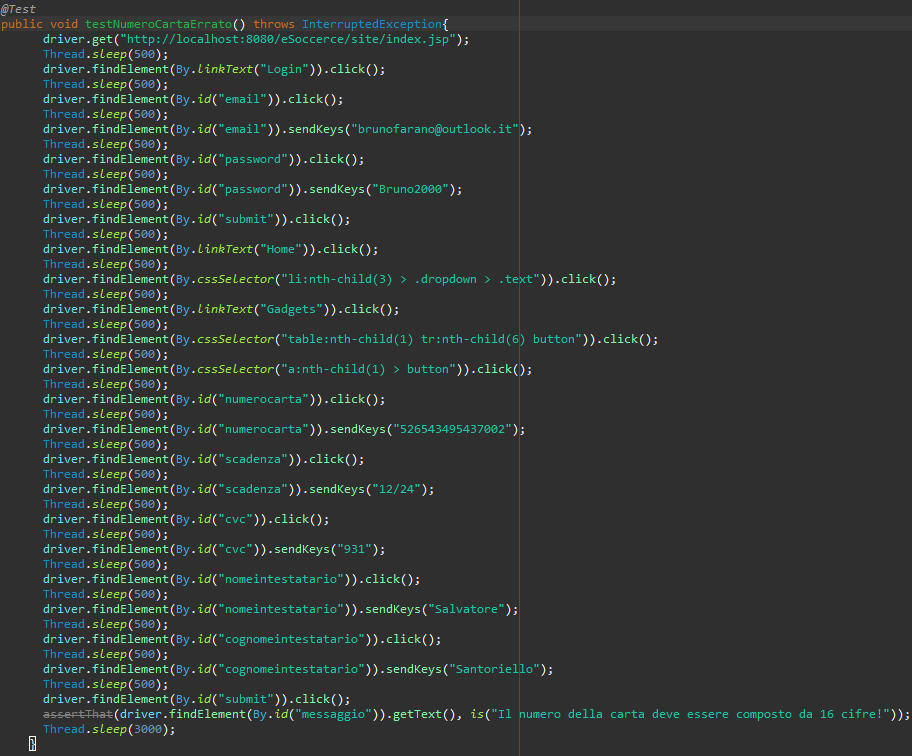 @Test
public void testNumeroCartaErrato() throws InterruptedException{
driver.get("http://localhost:8080/eSoccerce/site/index.jsp");
Thread.sleep(500);
driver.findElement(By.linkText("Login")).click();
Thread.sleep(500);
driver.findElement(By.id("email")).click();
Thread.sleep(500);
driver.findElement(By.id("email")).sendKeys("brunofarano@outlook.it");
Thread.sleep(500);
driver.findElement(By.id("password")).click();
Thread.sleep(500);
driver.findElement(By.id("password")).sendKeys("Bruno2000");
Thread.sleep(500);
driver.findElement(By.id("submit")).click();
Thread.sleep(500);
driver.findElement(By.linkText("Home")).click();
Thread.sleep(500);
driver.findElement(By.cssSelector("li:nth-child(3) > .dropdown > .text")).click();
Thread.sleep(500);
driver.findElement(By.linkText("Gadgets")).click();
Thread.sleep(500);
driver.findElement(By.cssSelector("table:nth-child(1) tr:nth-child(6) button")).click();
Thread.sleep(500);
driver.findElement(By.cssSelector("a:nth-child(1) > button")).click();
Thread.sleep(500);
driver.findElement(By.id("numerocarta")).click();
Thread.sleep(500);
driver.findElement(By.id("numerocarta")).sendKeys("526543495437002");
Thread.sleep(500);
driver.findElement(By.id("scadenza")).click();
Thread.sleep(500);
driver.findElement(By.id("scadenza")).sendKeys("12/24");
Thread.sleep(500);
driver.findElement(By.id("cvc")).click();
Thread.sleep(500);
driver.findElement(By.id("cvc")).sendKeys("931");
Thread.sleep(500);
driver.findElement(By.id("nomeintestatario")).click();
Thread.sleep(500);
driver.findElement(By.id("nomeintestatario")).sendKeys("Salvatore");
Thread.sleep(500);
driver.findElement(By.id("cognomeintestatario")).click();
Thread.sleep(500);
driver.findElement(By.id("cognomeintestatario")).sendKeys("Santoriello");
Thread.sleep(500);
driver.findElement(By.id("submit")).click();
assertThat(driver.findElement(By.id("messaggio")).getText(), is("Il numero della carta deve essere composto da 16 cifre!"));
Thread.sleep(3000);
}